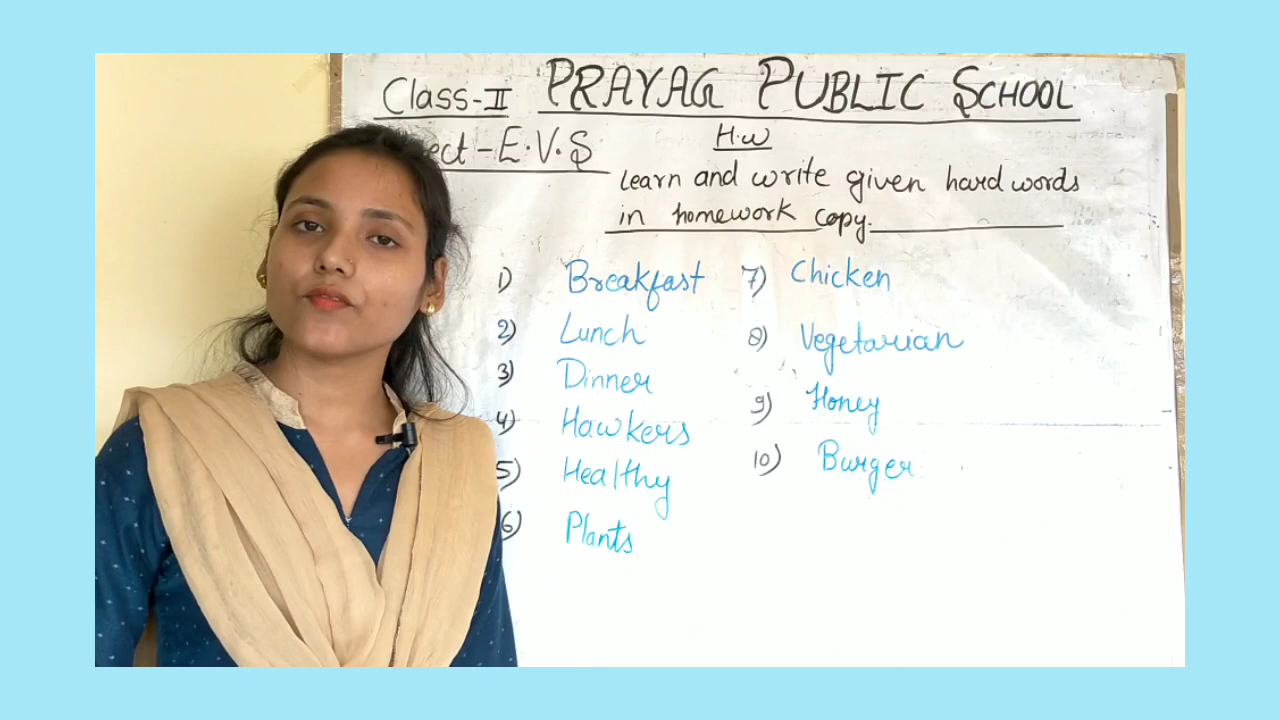 Class-II PRAYAG PUBLIC SCHOOL
ect - E.V.S
H.W
Learn and write given hard words
in homework copy.
1) Breakfast
2) Lunch
3) Dinner
4) Hawkers
5) Healthy
6) Plants
7) Chicken
8) Vegetarian
9) Honey
10) Burger